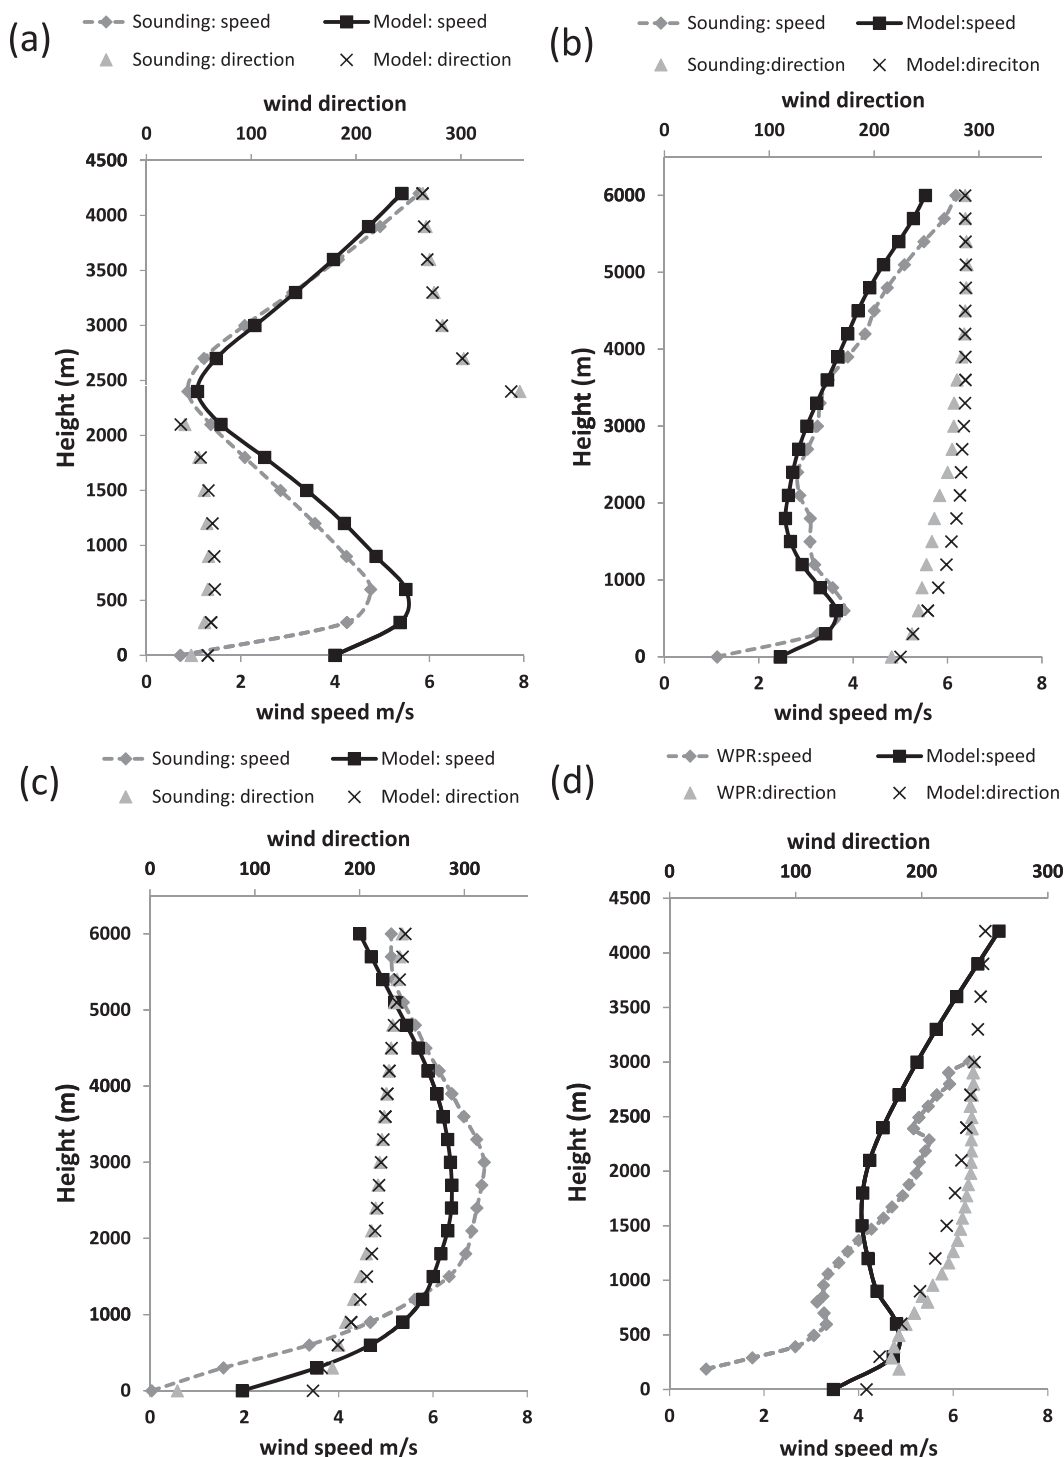 (a)
Sounding: speed
Model: speed
Sounding: direction
Model: direction
wind direction
0 100 200 300
4500
4000
3500
3000
2500
2000
1500
1000
500
0
Height (m)
0 2 4 6 8
wind speed m/s
(b)
Sounding: speed
Model:speed
Sounding:direction
Model:direciton
wind direction
0 100 200 300
6000
5000
4000
3000
2000
1000
0
Height (m)
0 2 4 6 8
wind speed m/s
(c)
Sounding: speed
Model: speed
Sounding: direction
Model: direction
wind direction
0 100 200 300
6000
5000
4000
3000
2000
1000
0
Height (m)
0 2 4 6 8
wind speed m/s
(d)
WPR:speed
Model:speed
WPR:direction
Model:direction
wind direction
0 100 200 300
4500
4000
3500
3000
2500
2000
1500
1000
500
0
Height (m)
0 2 4 6 8
wind speed m/s